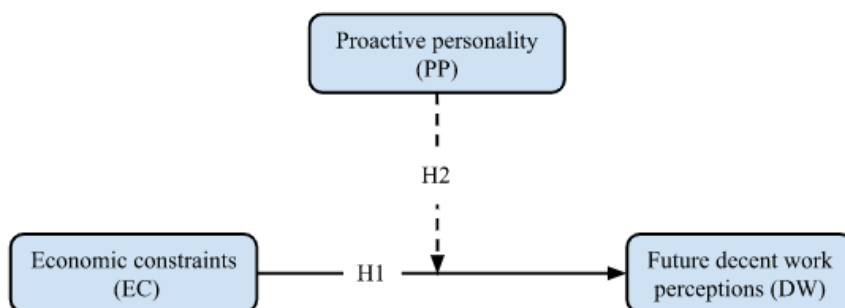 Proactive personality
(PP)
H2
Economic constraints
(EC)
H1
Future decent work
perceptions (DW)